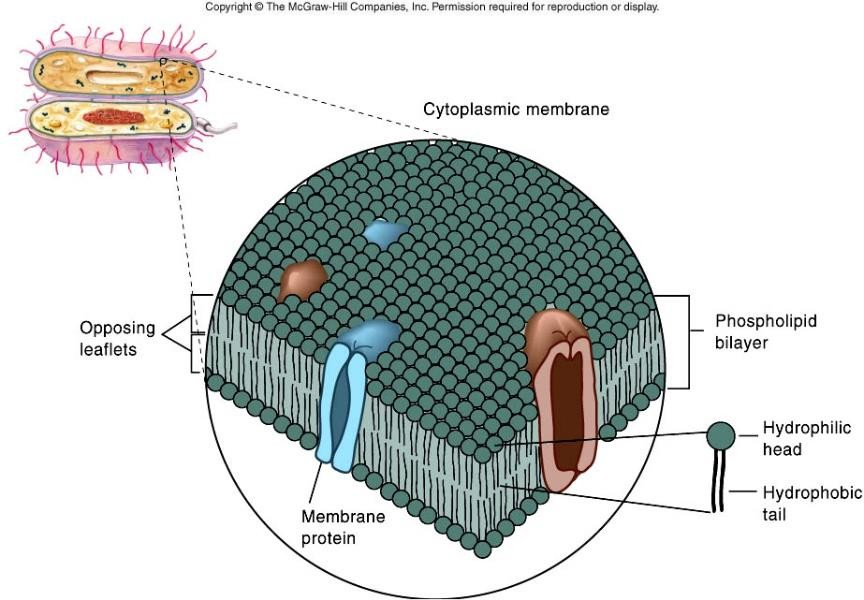 Copyright © The McGraw-Hill Companies, Inc. Permission required for reproduction or display.
Cytoplasmic membrane
Opposing
leaflets
Phospholipid
bilayer
Hydrophilic
head
Hydrophobic
tail
Membrane
protein